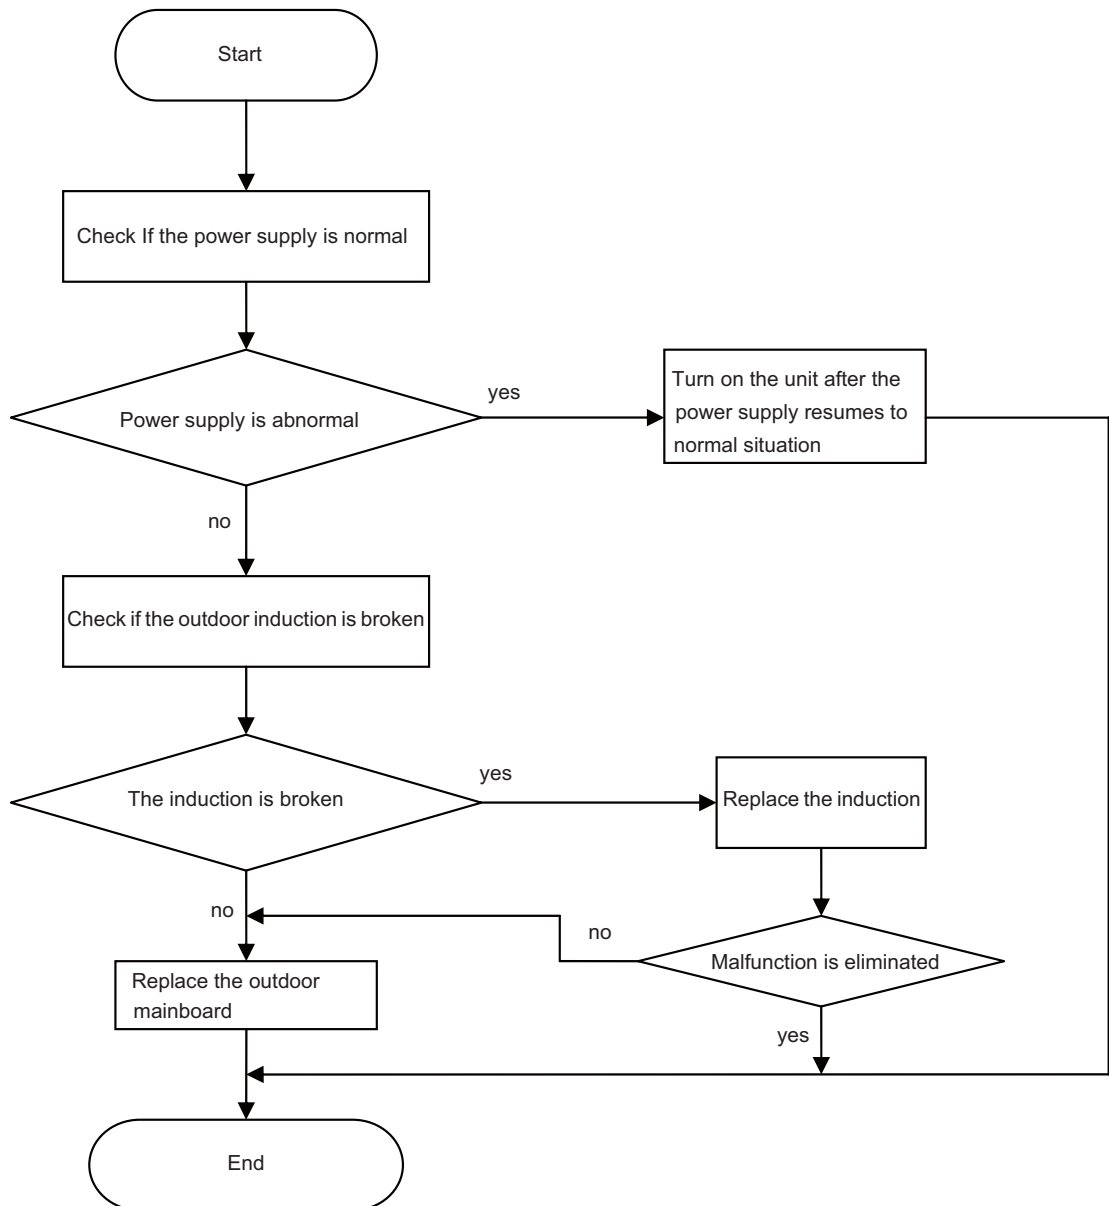 Start
Check If the power supply is normal
Power supply is abnormal
yes
Turn on the unit after the
power supply resumes to
normal situation
no
Check if the outdoor induction is broken
The induction is broken
yes
Replace the induction
no
no
Malfunction is eliminated
Replace the outdoor
mainboard
yes
End